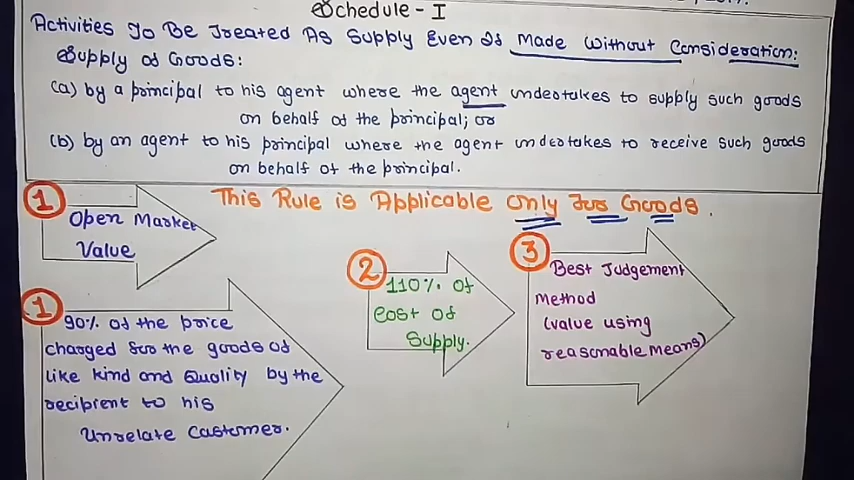 Schedule - I
Activities To Be Treated As Supply Even If Made Without Consideration:
Supply of Goods:
(a) by a principal to his agent where the agent undertakes to supply such goods
on behalf of the principal; or
(b) by an agent to his principal where the agent undertakes to receive such goods
on behalf of the principal.
This Rule is Applicable only for Goods.
1
Open Market
Value
1
90% of the price
charged for the goods of
like kind and Quality by the
recipient to his
Unrelate Customer.
2
110% of
cost of
Supply.
3
Best Judgement
Method
(value using
reasonable Means)